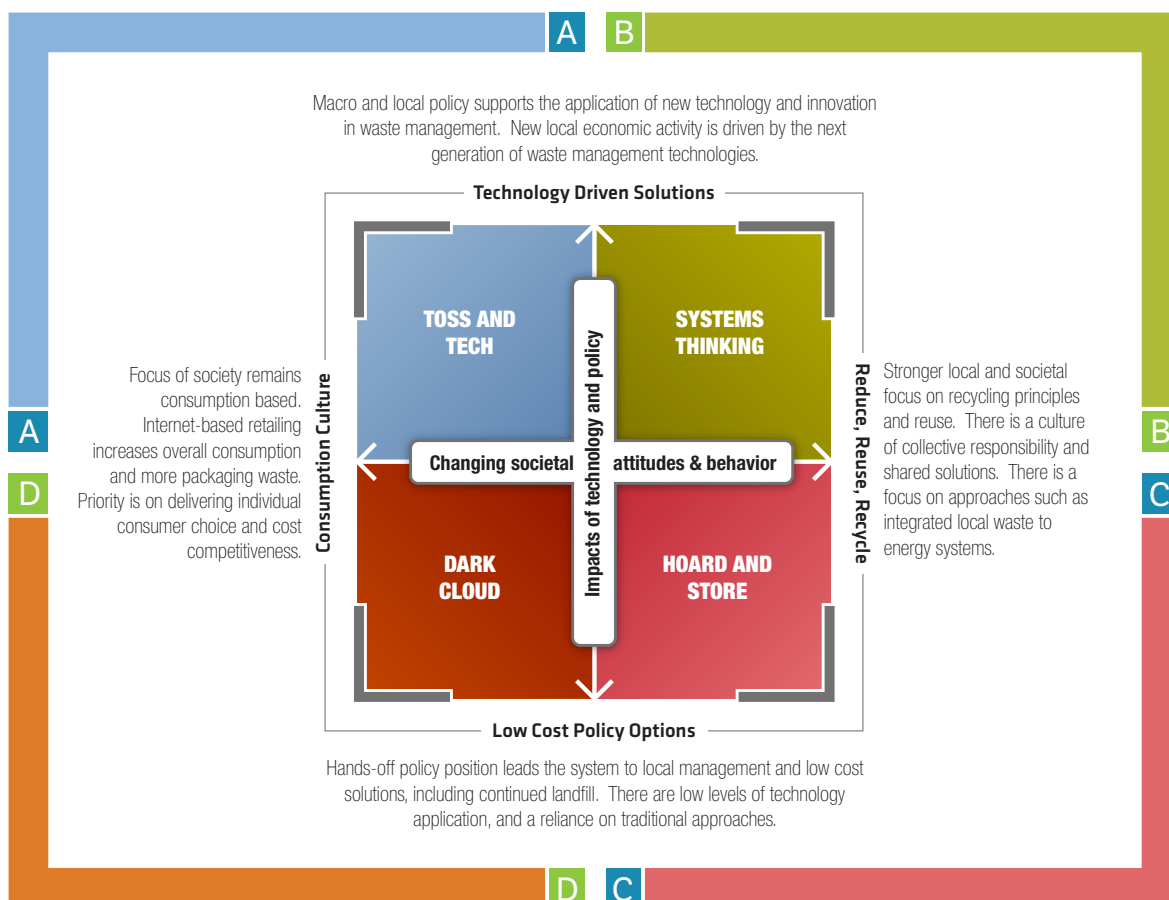 A B
Macro and local policy supports the application of new technology and innovation
in waste management. New local economic activity is driven by the next
generation of waste management technologies.
Technology Driven Solutions
TOSS AND
TECH
SYSTEMS
THINKING
Focus of society remains
consumption based.
Internet-based retailing
increases overall consumption
and more packaging waste.
Priority is on delivering individual
consumer choice and cost
competitiveness.
Consumption Culture
Impacts of technology and policy
Changing societal attitudes & behavior
Reduce, Reuse, Recycle
Stronger local and societal
focus on recycling principles
and reuse. There is a culture
of collective responsibility and
shared solutions. There is a
focus on approaches such as
integrated local waste to
energy systems.
A
B
D
C
DARK
CLOUD
HOARD AND
STORE
Low Cost Policy Options
Hands-off policy position leads the system to local management and low cost
solutions, including continued landfill. There are low levels of technology
application, and a reliance on traditional approaches.
D C